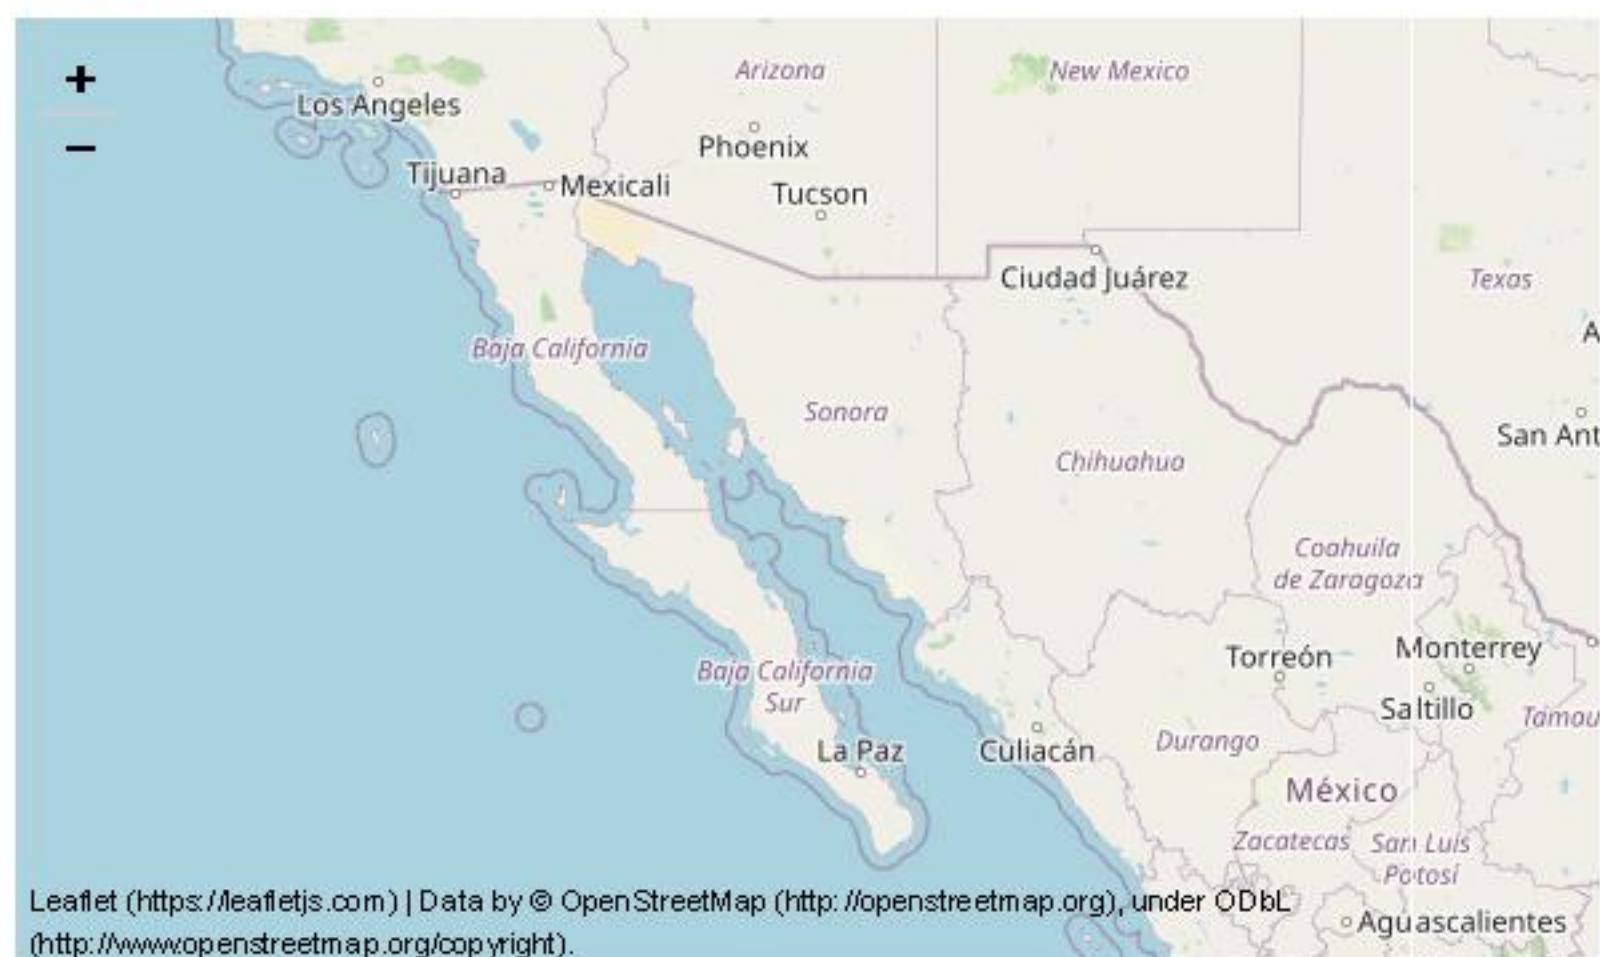 +
−
Arizona
New Mexico
Los Angeles
Phoenix
Tijuana
Mexicali
Tucson
Ciudad Juárez
Texas
A
Baja California
Sonora
San Ant
Chihuahua
Coahuila
de Zaragoza
Torreón
Monterrey
Baja California
Sur
Saltillo
Tamau
La Paz
Culiacán
Durango
México
Zacatecas
San Luis
Potosí
Aguascalientes
Leaflet (https://leafletjs.com) | Data by © OpenStreetMap (http://openstreetmap.org), under ODbL
(http://www.openstreetmap.org/copyright).